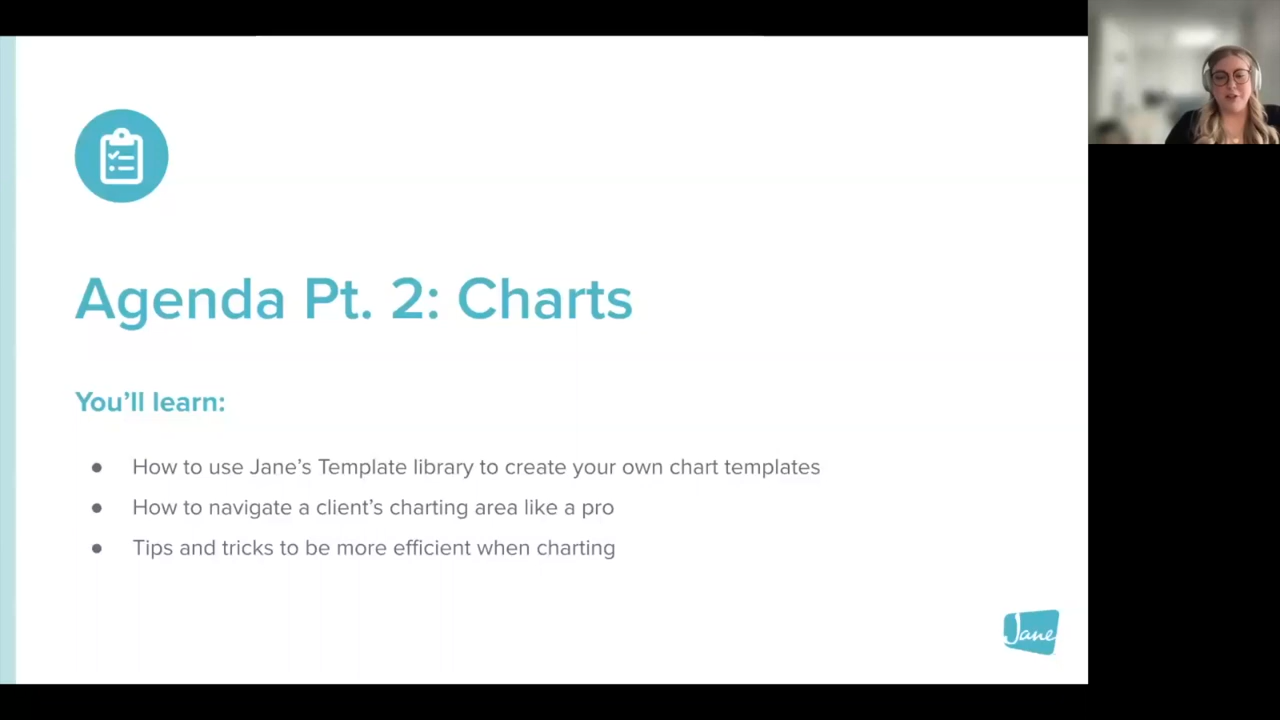 Agenda Pt. 2: Charts
You'll learn:
● How to use Jane's Template library to create your own chart templates
● How to navigate a client's charting area like a pro
● Tips and tricks to be more efficient when charting
Jane